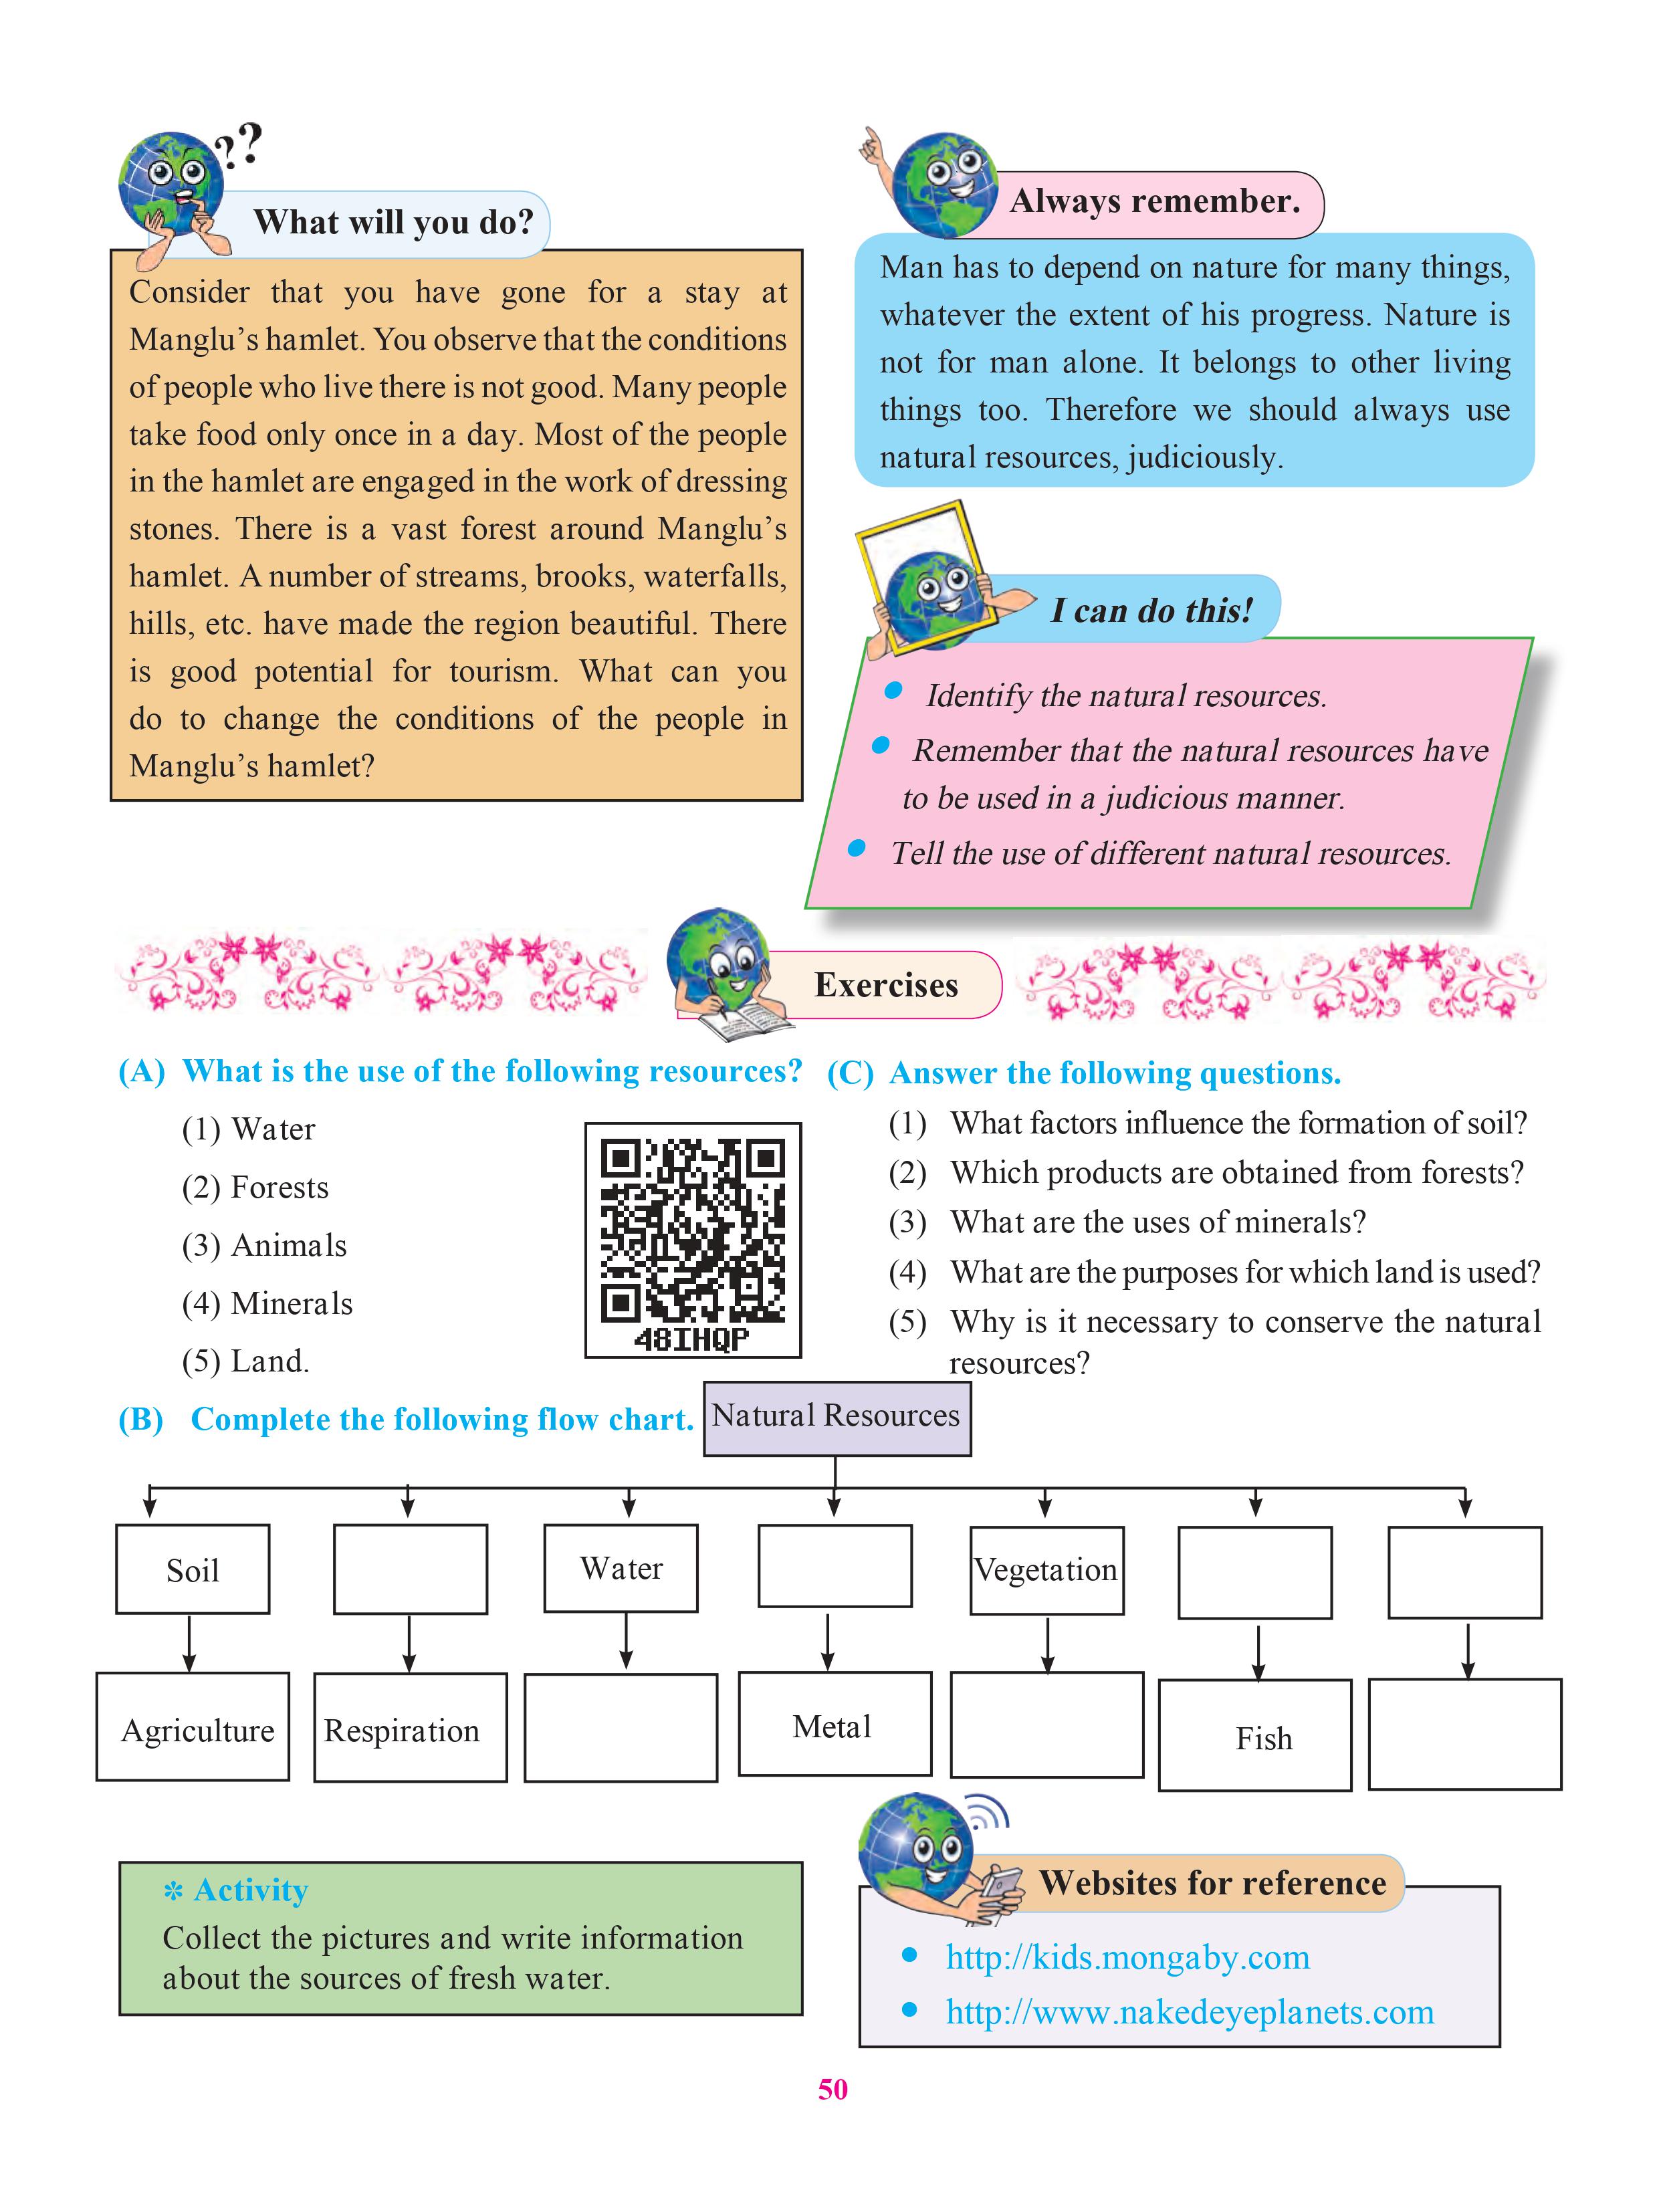 ??
What will you do?
Consider that you have gone for a stay at
Manglu’s hamlet. You observe that the conditions
of people who live there is not good. Many people
take food only once in a day. Most of the people
in the hamlet are engaged in the work of dressing
stones. There is a vast forest around Manglu’s
hamlet. A number of streams, brooks, waterfalls,
hills, etc. have made the region beautiful. There
is good potential for tourism. What can you
do to change the conditions of the people in
Manglu’s hamlet?
Always remember.
Man has to depend on nature for many things,
whatever the extent of his progress. Nature is
not for man alone. It belongs to other living
things too. Therefore we should always use
natural resources, judiciously.
I can do this!
• Identify the natural resources.
• Remember that the natural resources have
to be used in a judicious manner.
• Tell the use of different natural resources.
Exercises
(A) What is the use of the following resources?
(1) Water
(2) Forests
(3) Animals
(4) Minerals
(5) Land.
48IHQP
(C) Answer the following questions.
(1) What factors influence the formation of soil?
(2) Which products are obtained from forests?
(3) What are the uses of minerals?
(4) What are the purposes for which land is used?
(5) Why is it necessary to conserve the natural
resources?
(B) Complete the following flow chart.
Natural Resources
Soil
Water
Vegetation
Agriculture
Respiration
Metal
Fish
✽ Activity
Collect the pictures and write information
about the sources of fresh water.
Websites for reference
• http://kids.mongaby.com
• http://www.nakedeyeplanets.com
50